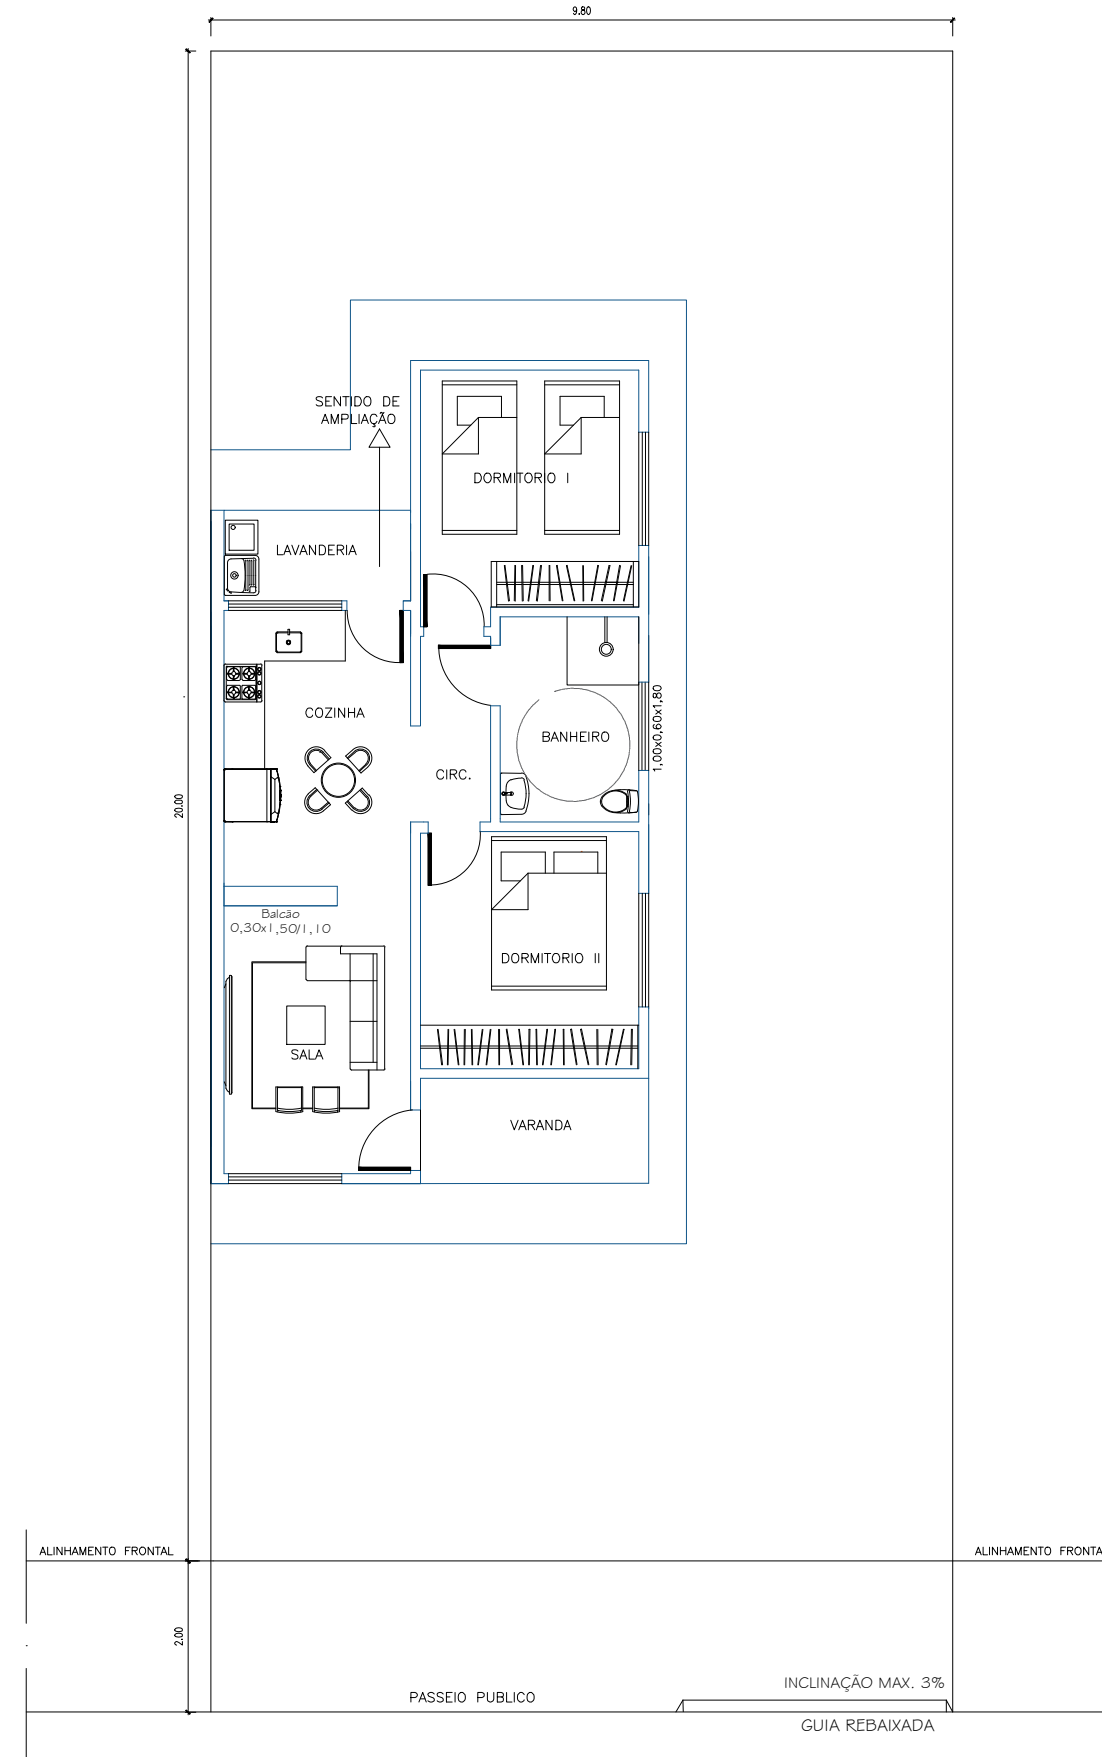 9.80
SENTIDO DE
AMPLIAÇÃO
DORMITORIO I
LAVANDERIA
COZINHA
BANHEIRO
1,00x0,60x1,80
CIRC.
20.00
Balcão
0,30x1,50/1,10
DORMITORIO II
SALA
VARANDA
ALINHAMENTO FRONTAL
ALINHAMENTO FRONTA
2.00
INCLINAÇÃO MAX. 3%
PASSEIO PUBLICO
GUIA REBAIXADA